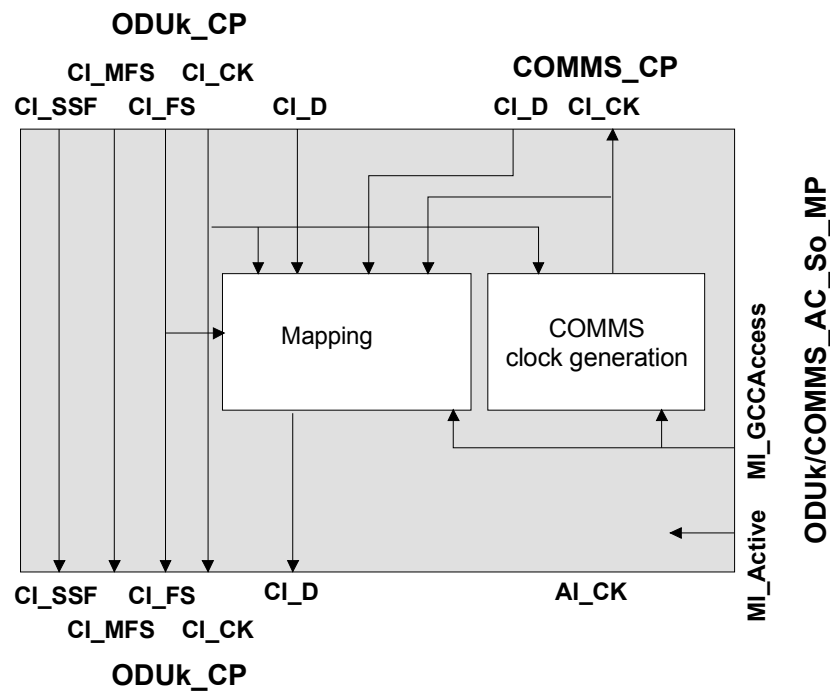 ODUk_CP
CI_MFS CI_CK
COMMS_CP
CI_SSF CI_FS CI_D CI_D CI_CK
Mapping
COMMS
clock generation
MI_GCCAccess
MI_Active
ODUk/COMMS_AC_So_MP
CI_SSF CI_FS CI_D AI_CK
CI_MFS CI_CK
ODUk_CP